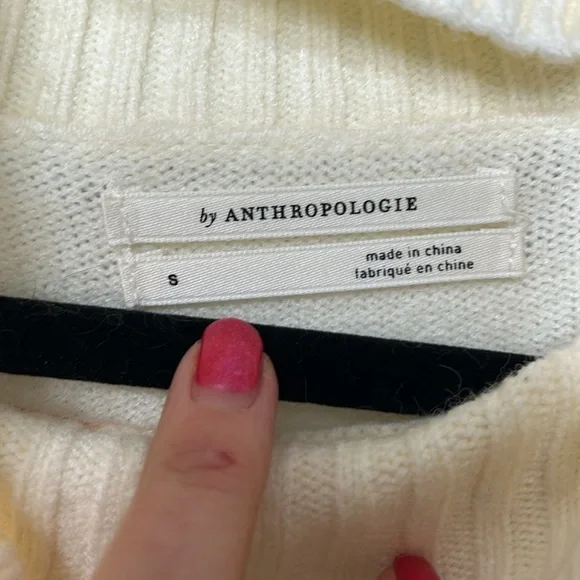 by ANTHROPOLOGIE
S
made in china
fabriqué en chine